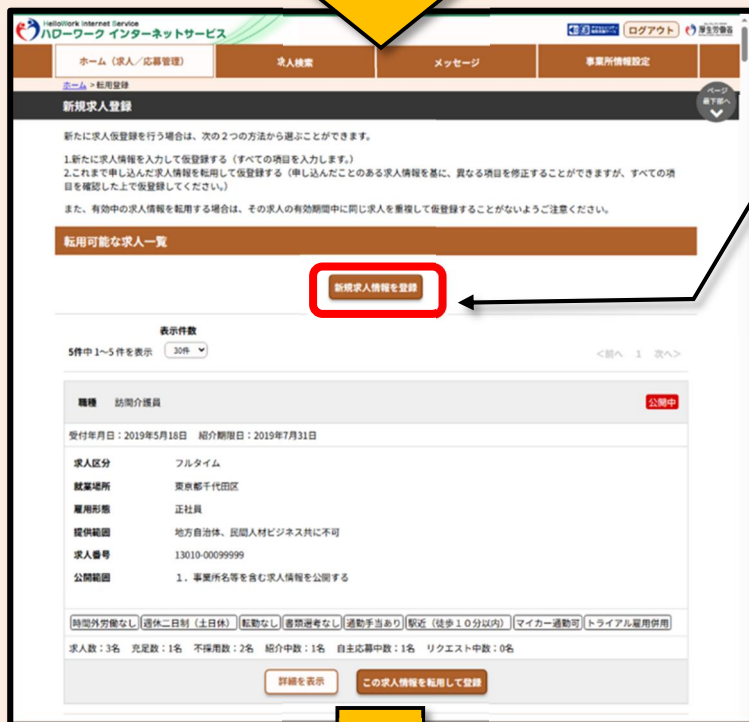 HelloWork Internet Service
ハローワーク インターネットサービス
ログアウト
厚生労働省
ホーム（求人／応募管理）
求人検索
メッセージ
事業所情報設定
ホーム > 転用登録
新規求人登録
ページ
最下部へ
新たに求人仮登録を行う場合は、次の２つの方法から選ぶことができます。
1.新たに求人情報を入力して仮登録する（すべての項目を入力します。）
2.これまで申し込んだ求人情報を転用して仮登録する（申し込んだことのある求人情報を基に、異なる項目を修正することができますが、すべての項
目を確認した上で仮登録してください。）
また、有効中の求人情報を転用する場合は、その求人の有効期間中に同じ求人を重複して仮登録することがないようご注意ください。
転用可能な求人一覧
新規求人情報を登録
表示件数
5件中 1～5 件を表示 30件
<前へ 1 次へ>
職種 訪問介護員
公開中
受付年月日：2019年5月18日 紹介期限日：2019年7月31日
求人区分 フルタイム
就業場所 東京都千代田区
雇用形態 正社員
提供範囲 地方自治体、民間人材ビジネス共に不可
求人番号 13010-00099999
公開範囲 １．事業所名等を含む求人情報を公開する
時間外労働なし 週休二日制（土日休） 転勤なし 書類選考なし 通勤手当あり 駅近（徒歩１０分以内） マイカー通勤可 トライアル雇用併用
求人数：3名 充足数：1名 不採用数：2名 紹介中数：1名 自主応募中数：1名 リクエスト中数：0名
詳細を表示
この求人情報を転用して登録